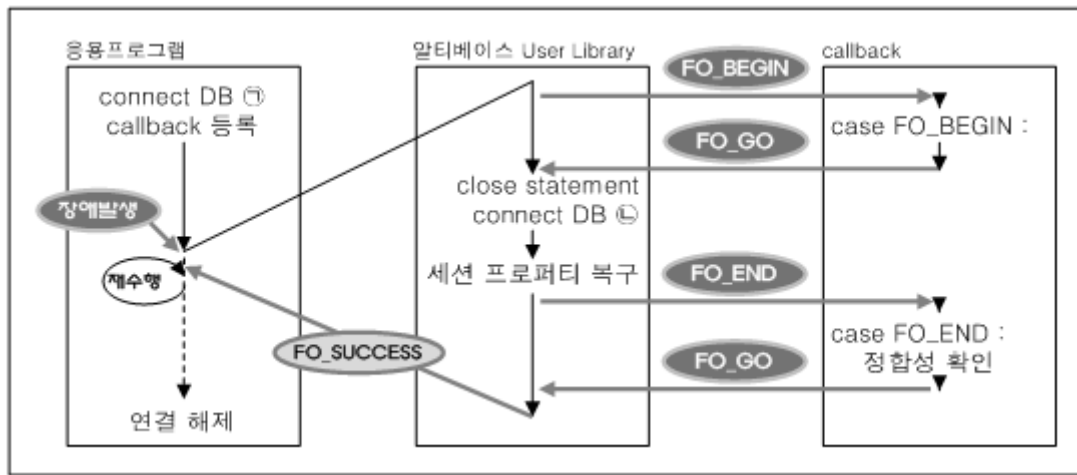 응용프로그램
connect DB ㉠
callback 등록
장애발생
재수행
연결 해제
알티베이스 User Library
close statement
connect DB ㉡
세션 프로퍼티 복구
FO_SUCCESS
FO_BEGIN
FO_GO
FO_END
FO_GO
callback
case FO_BEGIN :
case FO_END :
정합성 확인